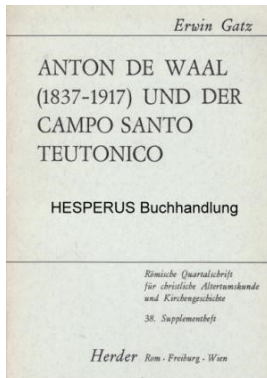 Erwin Gatz
ANTON DE WAAL
(1837-1917) UND DER
CAMPO SANTO
TEUTONICO
HESPERUS Buchhandlung
Römische Quartalschrift
für christliche Altertumskunde
und Kirchengeschichte
38. Supplementheft
Herder Rom · Freiburg · Wien